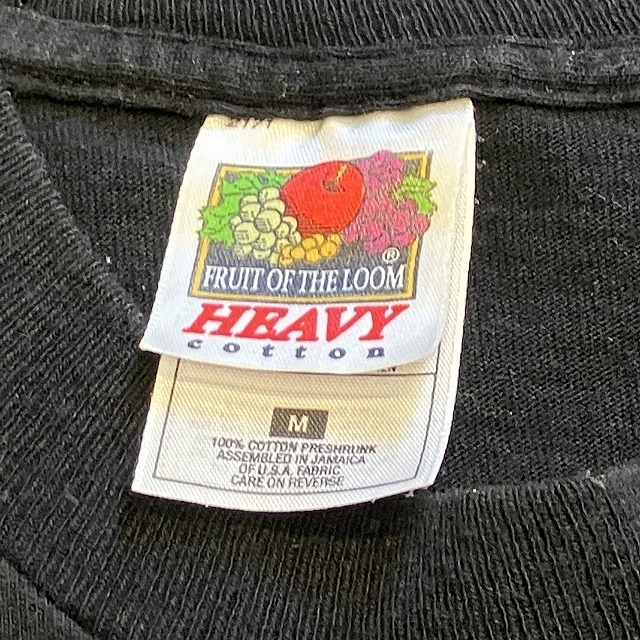 FRUIT OF THE LOOM ®
HEAVY
cotton
M
100% COTTON PRESHRUNK
ASSEMBLED IN JAMAICA
OF U.S.A. FABRIC
CARE ON REVERSE